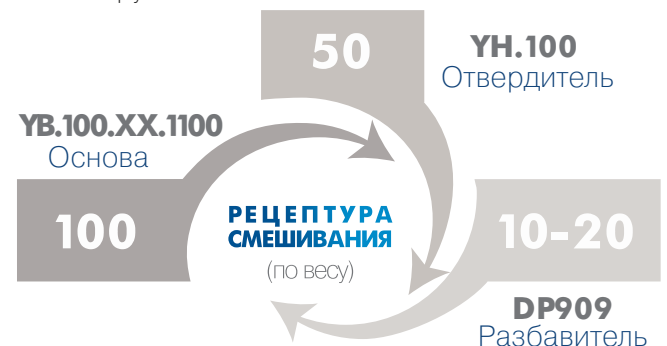 50
YH.100
Отвердитель
YB.100.XX.1100
Основа
100
РЕЦЕПТУРА
СМЕШИВАНИЯ
(по весу)
10-20
DP909
Разбавитель